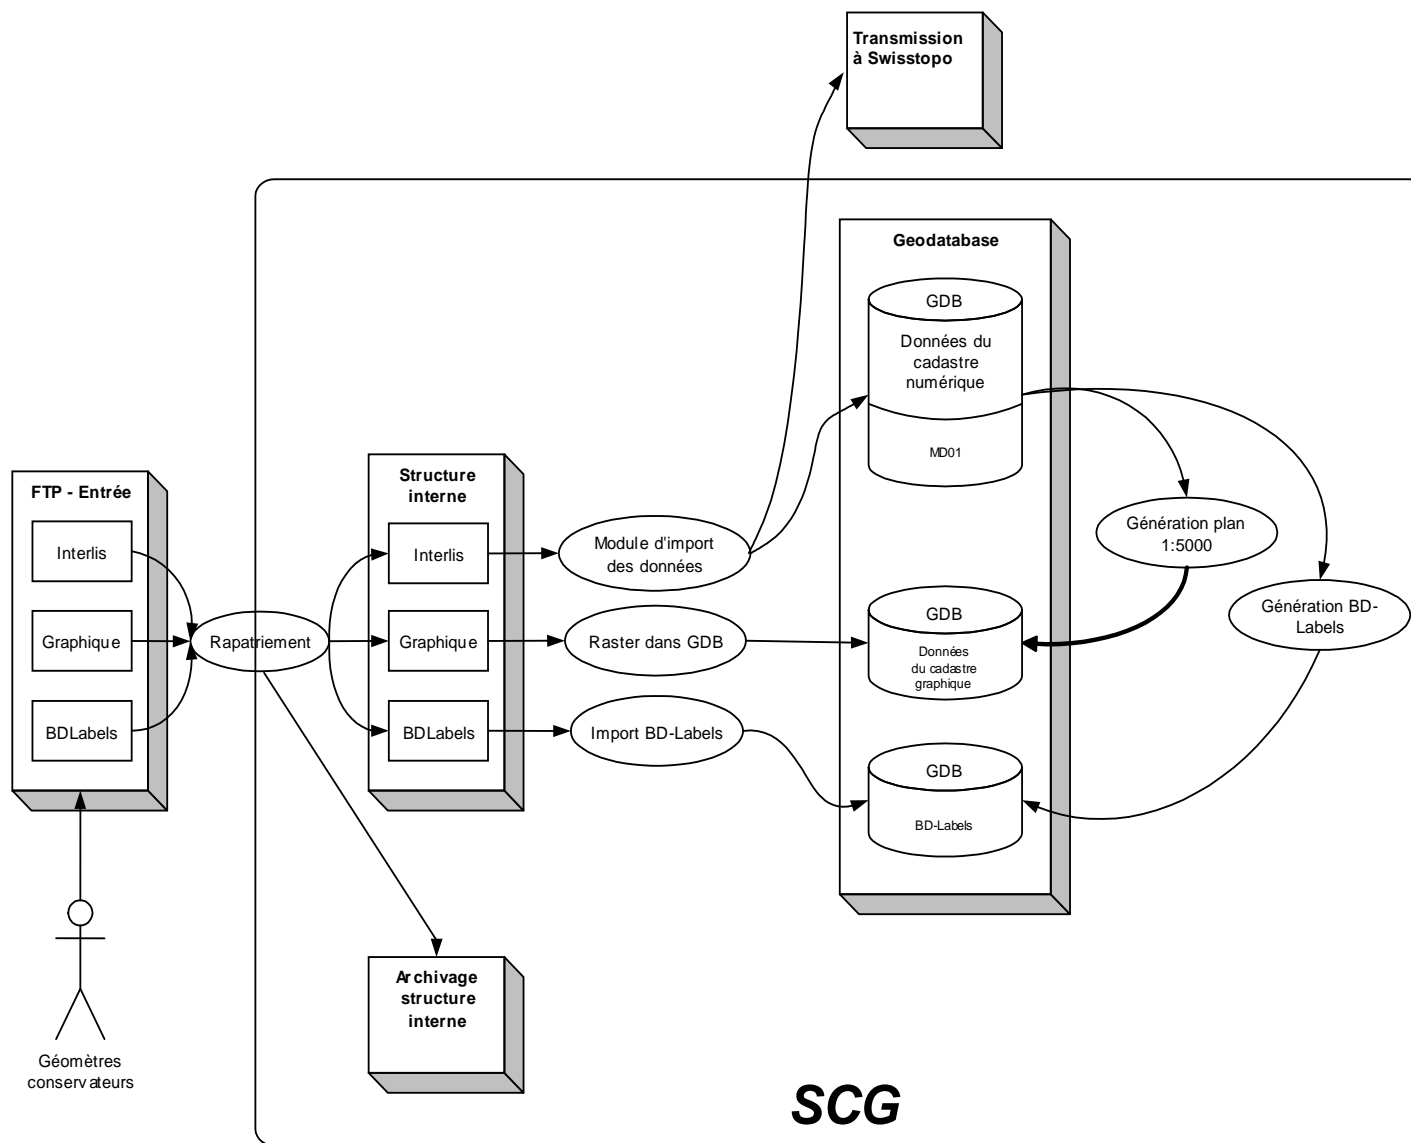 Transmission
à Swisstopo
Geodatabase
GDB
Données du
cadastre
numérique
MD01
FTP - Entrée
Interlis
Graphique
BDLabels
Rapatriement
Structure
interne
Interlis
Graphique
BDLabels
Module d'import
des données
Raster dans GDB
Import BD-Labels
GDB
Données
du cadastre
graphique
GDB
BD-Labels
Génération plan
1:5000
Génération BD-
Labels
Archivage
structure
interne
Géomètres
conservateurs
SCG